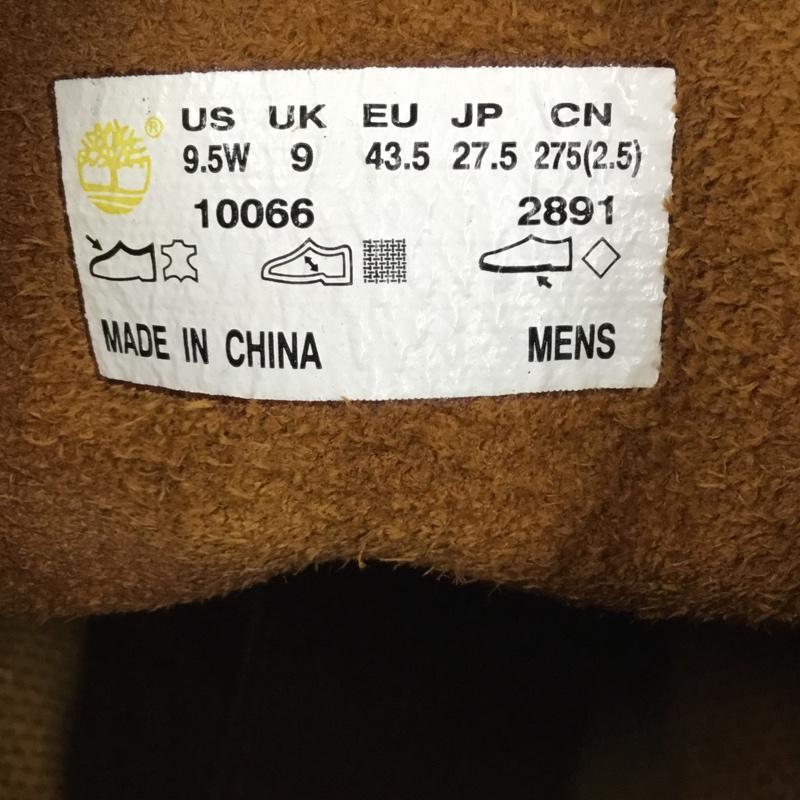 ® US UK EU JP CN
9.5W 9 43.5 27.5 275(2.5)
10066 2891
MADE IN CHINA MENS